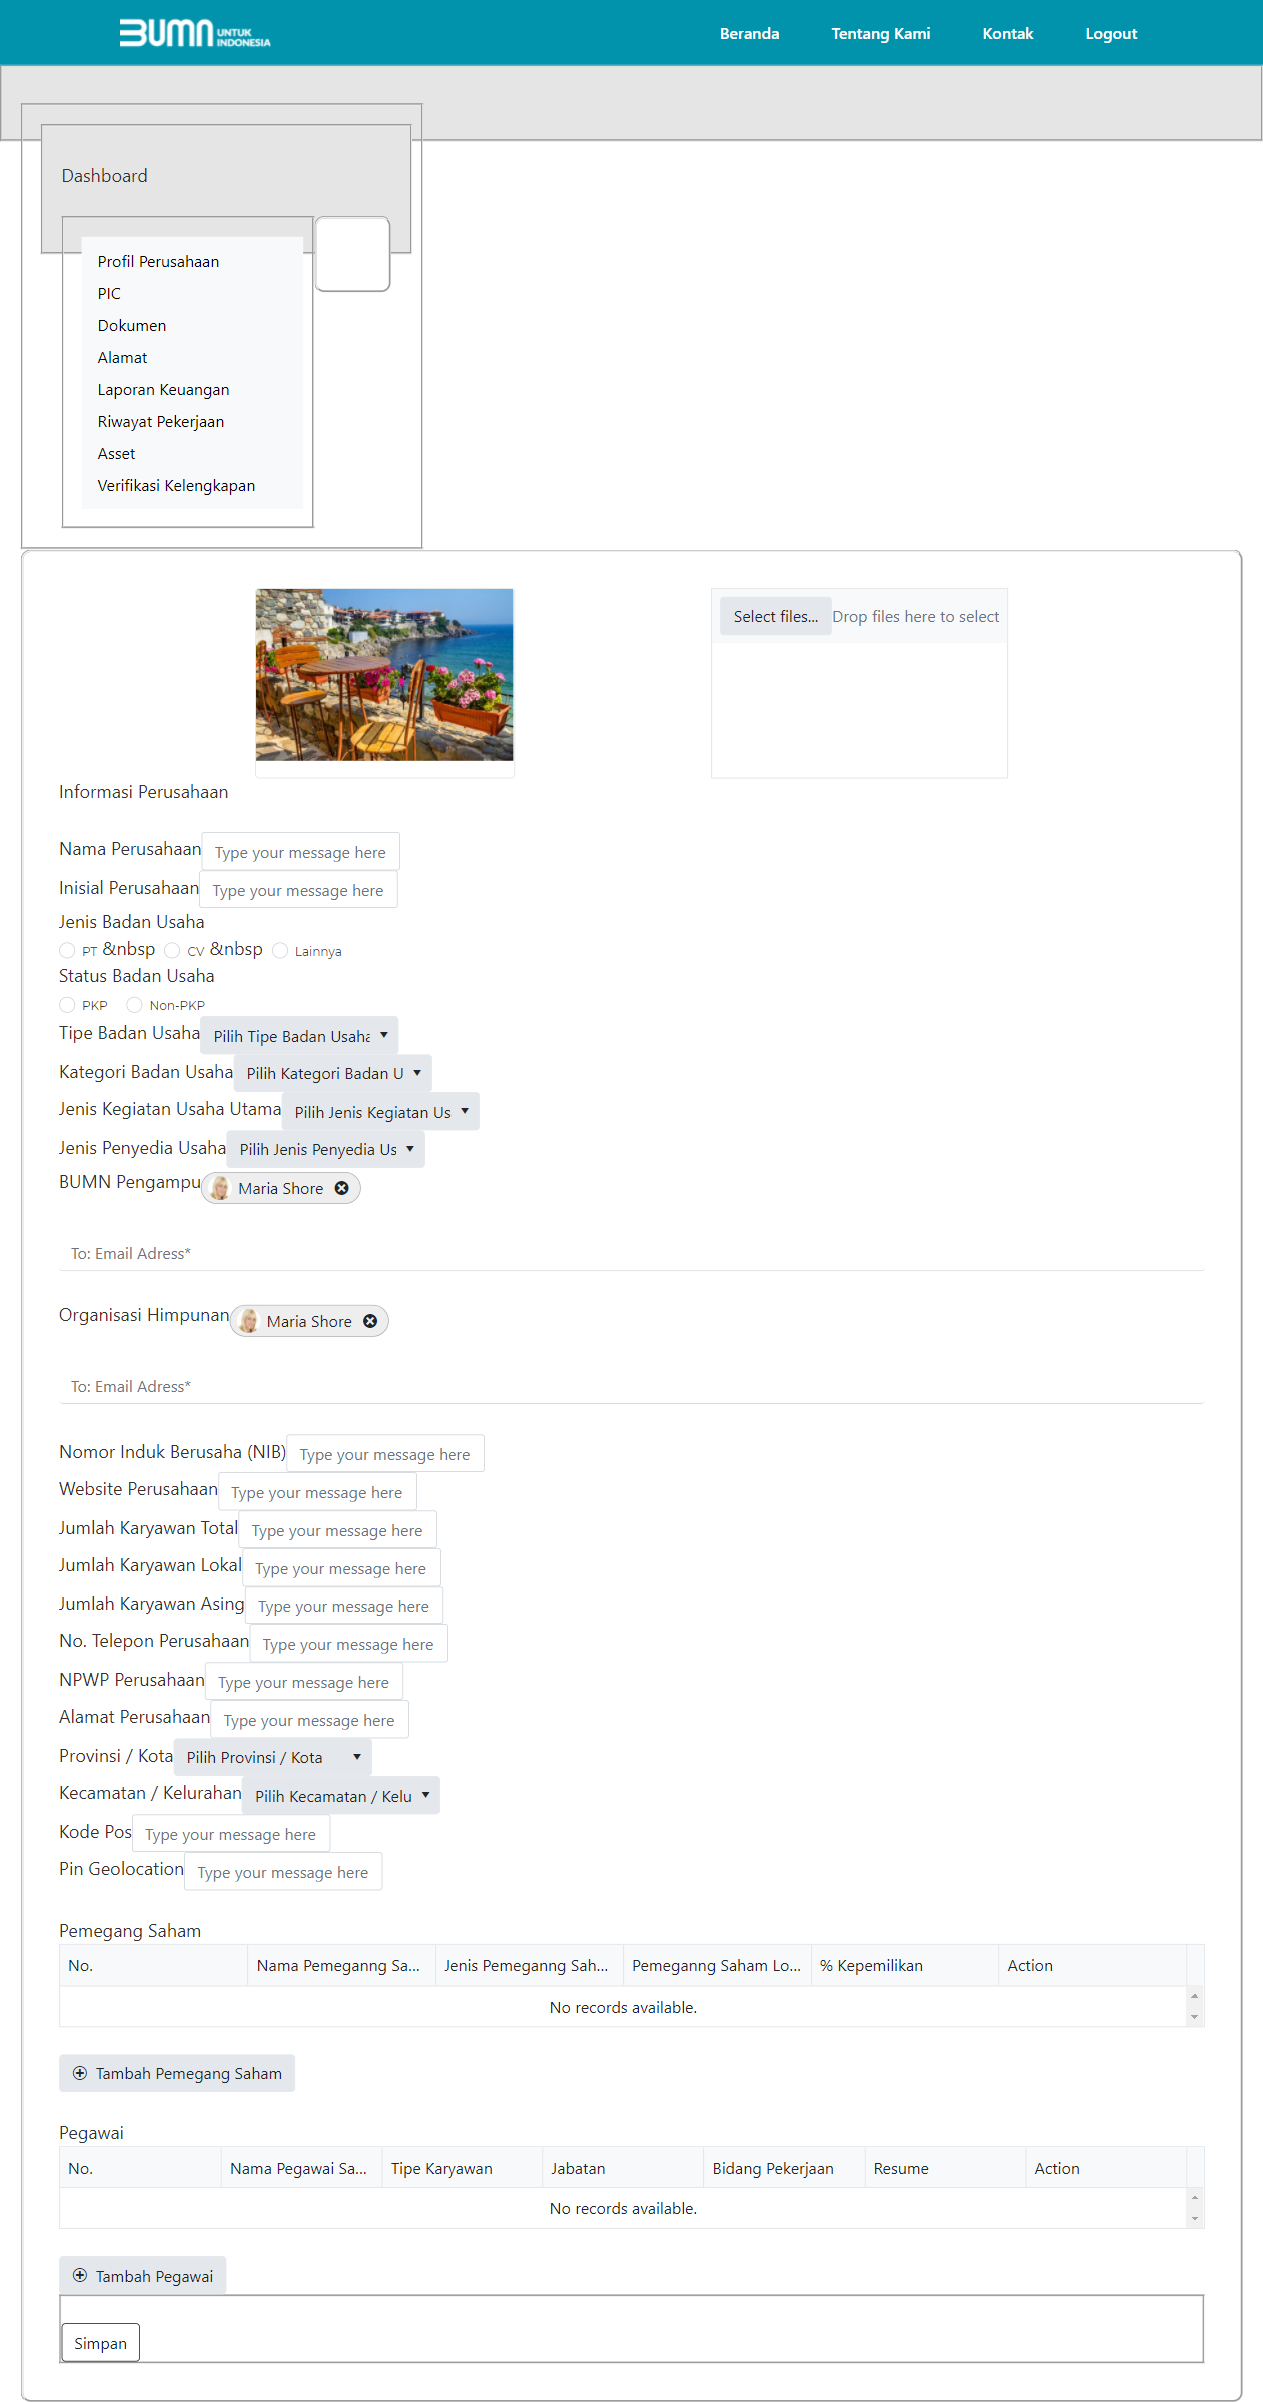 BUMN UNTUK INDONESIA
Beranda Tentang Kami Kontak Logout
Dashboard
Profil Perusahaan
PIC
Dokumen
Alamat
Laporan Keuangan
Riwayat Pekerjaan
Asset
Verifikasi Kelengkapan
Select files... Drop files here to select
Informasi Perusahaan
Nama Perusahaan Type your message here
Inisial Perusahaan Type your message here
Jenis Badan Usaha
PT &nbsp CV &nbsp Lainnya
Status Badan Usaha
PKP Non-PKP
Tipe Badan Usaha Pilih Tipe Badan Usaha
Kategori Badan Usaha Pilih Kategori Badan U
Jenis Kegiatan Usaha Utama Pilih Jenis Kegiatan Us
Jenis Penyedia Usaha Pilih Jenis Penyedia Us
BUMN Pengampu Maria Shore
To: Email Adress*
Organisasi Himpunan Maria Shore
To: Email Adress*
Nomor Induk Berusaha (NIB) Type your message here
Website Perusahaan Type your message here
Jumlah Karyawan Total Type your message here
Jumlah Karyawan Lokal Type your message here
Jumlah Karyawan Asing Type your message here
No. Telepon Perusahaan Type your message here
NPWP Perusahaan Type your message here
Alamat Perusahaan Type your message here
Provinsi / Kota Pilih Provinsi / Kota
Kecamatan / Kelurahan Pilih Kecamatan / Kelu
Kode Pos Type your message here
Pin Geolocation Type your message here
Pemegang Saham
No. Nama Pemeganng Sa... Jenis Pemeganng Sah... Pemeganng Saham Lo... % Kepemilikan Action
No records available.
Tambah Pemegang Saham
Pegawai
No. Nama Pegawai Sa... Tipe Karyawan Jabatan Bidang Pekerjaan Resume Action
No records available.
Tambah Pegawai
Simpan